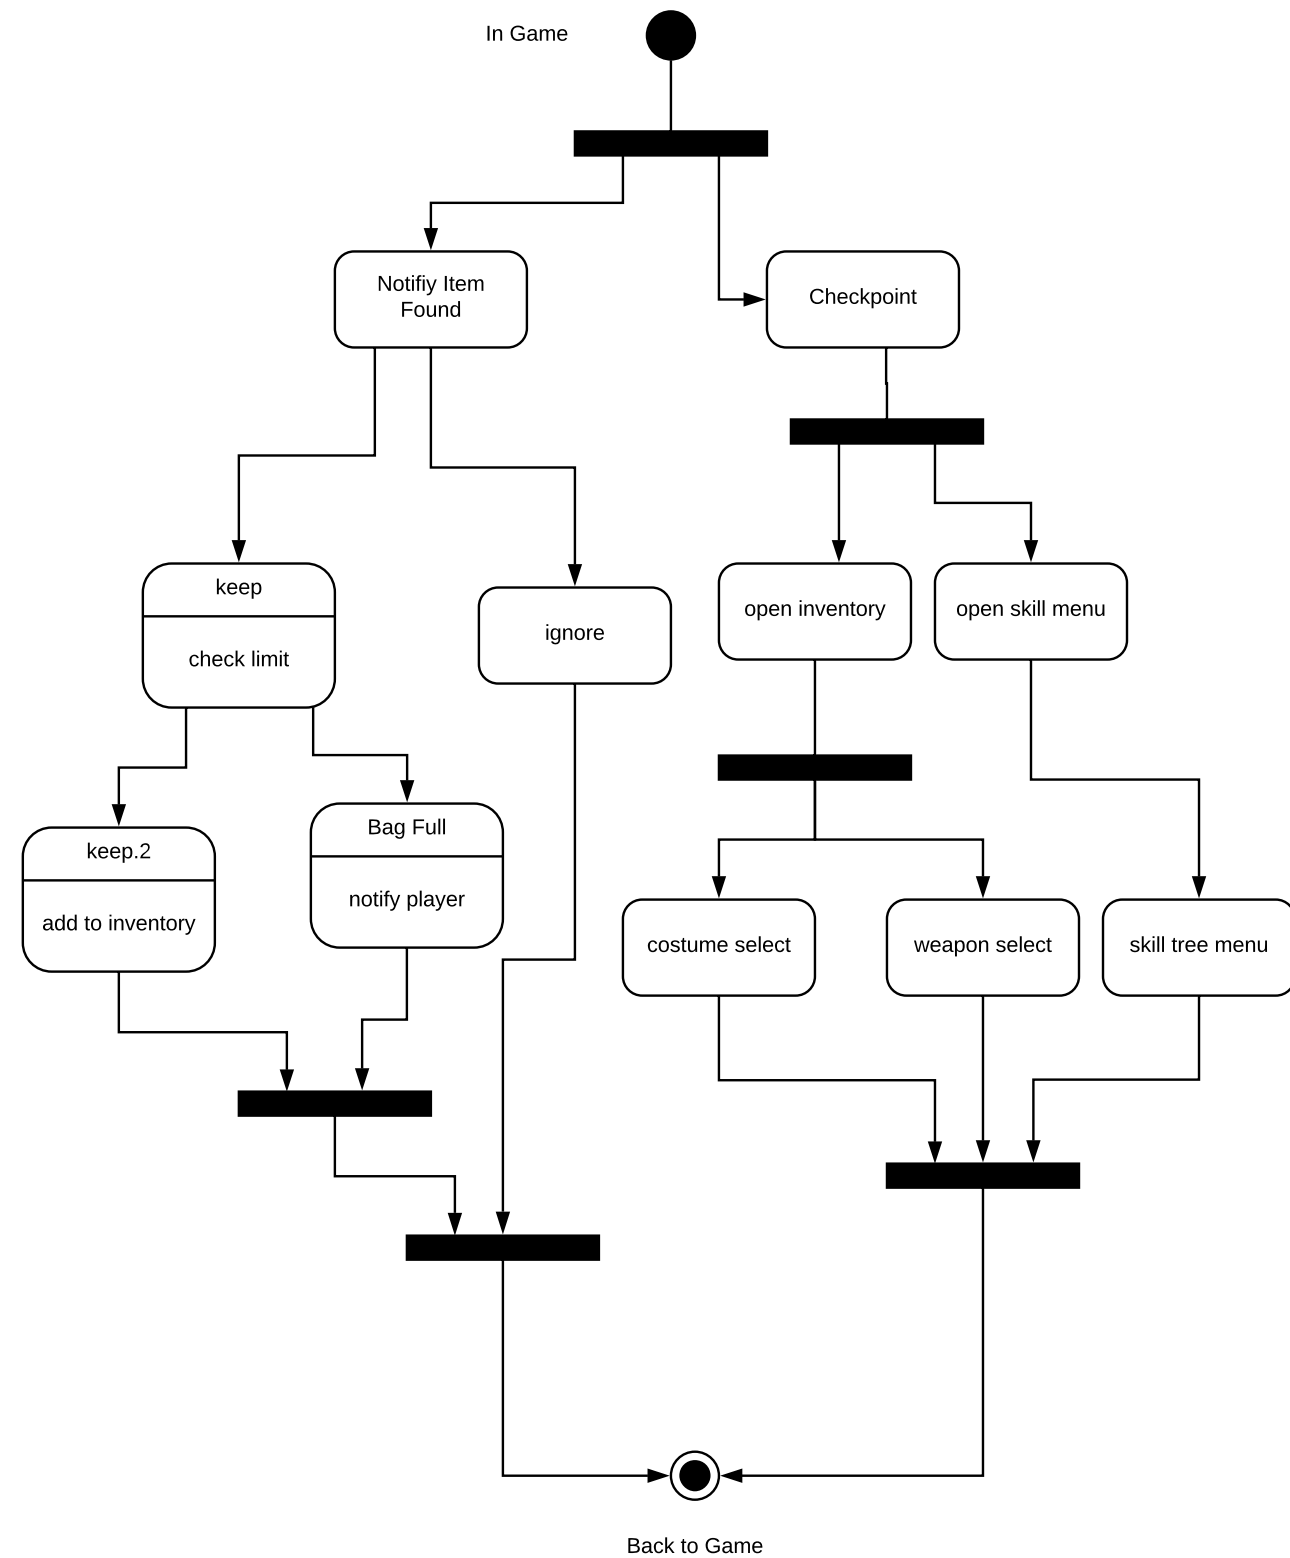 In Game
Notifiy Item
Found
Checkpoint
keep
check limit
ignore
open inventory
open skill menu
keep.2
add to inventory
Bag Full
notify player
costume select
weapon select
skill tree menu
Back to Game